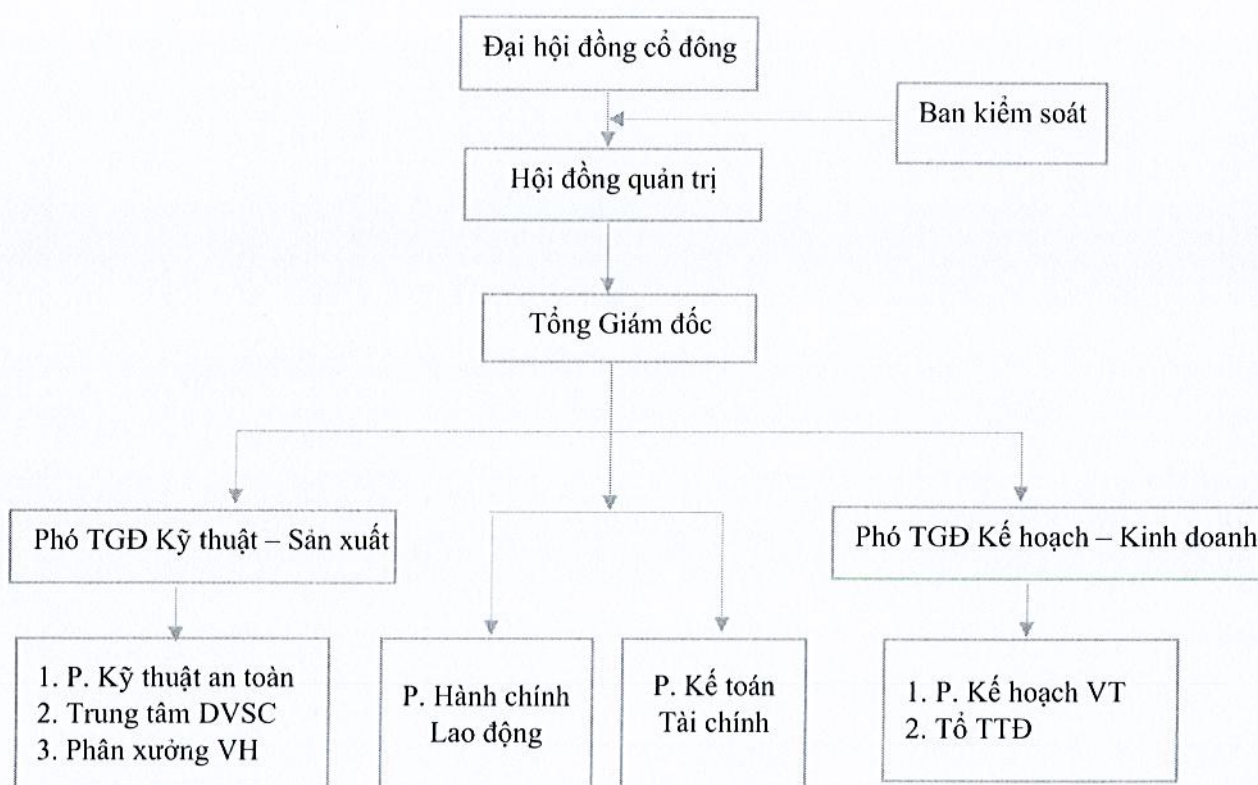 Đại hội đồng cổ đông
Ban kiểm soát
Hội đồng quản trị
Tổng Giám đốc
Phó TGĐ Kỹ thuật – Sản xuất
Phó TGĐ Kế hoạch – Kinh doanh
1. P. Kỹ thuật an toàn
2. Trung tâm DVSC
3. Phân xưởng VH
P. Hành chính
Lao động
P. Kế toán
Tài chính
1. P. Kế hoạch VT
2. Tổ TTĐ